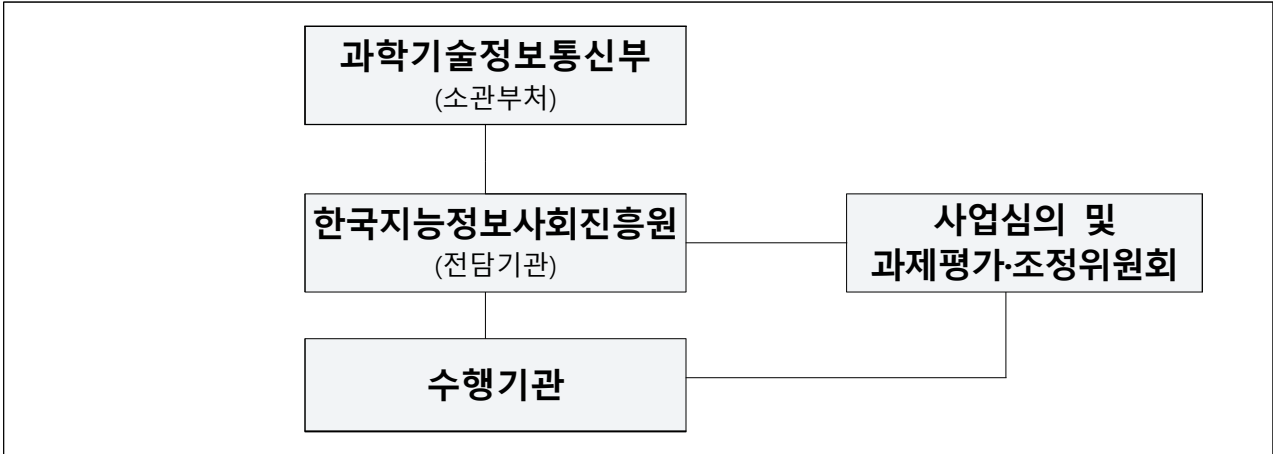 과학기술정보통신부
(소관부처)
한국지능정보사회진흥원
(전담기관)
사업심의 및
과제평가·조정위원회
수행기관